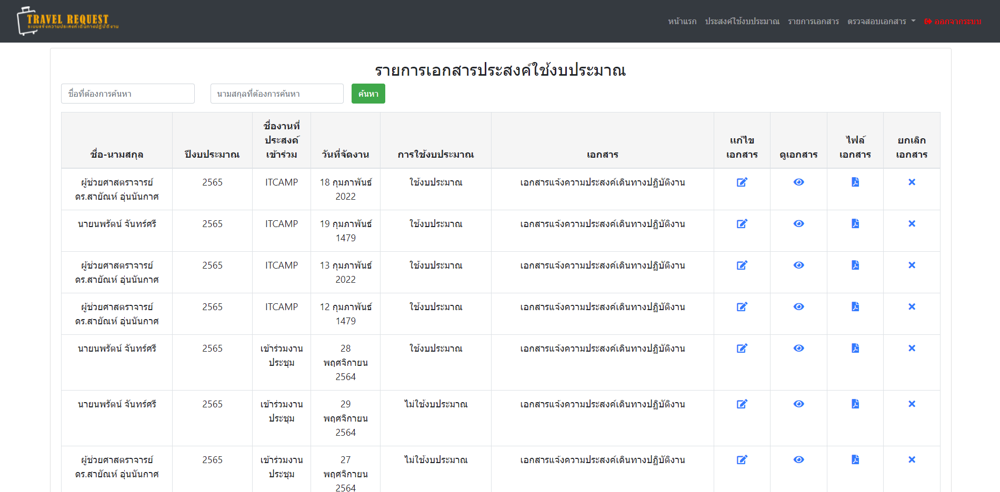 TRAVEL REQUEST
ระบบแจ้งความประสงค์เดินทางปฏิบัติงาน
หน้าแรก ประสงค์ใช้งบประมาณ รายการเอกสาร ตรวจสอบเอกสาร ออกจากระบบ
รายการเอกสารประสงค์ใช้งบประมาณ
ชื่อที่ต้องการค้นหา นามสกุลที่ต้องการค้นหา ค้นหา
ชื่องานที่
ประสงค์ แก้ไข ไฟล์ ยกเลิก
ชื่อ-นามสกุล ปีงบประมาณ เข้าร่วม วันที่จัดงาน การใช้งบประมาณ เอกสาร เอกสาร ดูเอกสาร เอกสาร เอกสาร
ผู้ช่วยศาสตราจารย์ 2565 ITCAMP 18 กุมภาพันธ์ ใช้งบประมาณ เอกสารแจ้งความประสงค์เดินทางปฏิบัติงาน
ดร.สายัณห์ อุ่นนันกาศ 2022
นายนพรัตน์ จันทร์ศรี 2565 ITCAMP 19 กุมภาพันธ์ ใช้งบประมาณ เอกสารแจ้งความประสงค์เดินทางปฏิบัติงาน
1479
ผู้ช่วยศาสตราจารย์ 2565 ITCAMP 13 กุมภาพันธ์ ใช้งบประมาณ เอกสารแจ้งความประสงค์เดินทางปฏิบัติงาน
ดร.สายัณห์ อุ่นนันกาศ 2022
ผู้ช่วยศาสตราจารย์ 2565 ITCAMP 12 กุมภาพันธ์ ใช้งบประมาณ เอกสารแจ้งความประสงค์เดินทางปฏิบัติงาน
ดร.สายัณห์ อุ่นนันกาศ 1479
นายนพรัตน์ จันทร์ศรี 2565 เข้าร่วมงาน 28 ใช้งบประมาณ เอกสารแจ้งความประสงค์เดินทางปฏิบัติงาน
ประชุม พฤศจิกายน
2564
นายนพรัตน์ จันทร์ศรี 2565 เข้าร่วมงาน 29 ไม่ใช้งบประมาณ เอกสารแจ้งความประสงค์เดินทางปฏิบัติงาน
ประชุม พฤศจิกายน
2564
ผู้ช่วยศาสตราจารย์ 2565 เข้าร่วมงาน 27 ไม่ใช้งบประมาณ เอกสารแจ้งความประสงค์เดินทางปฏิบัติงาน
ดร.สายัณห์ อุ่นนันกาศ ประชุม พฤศจิกายน
2564